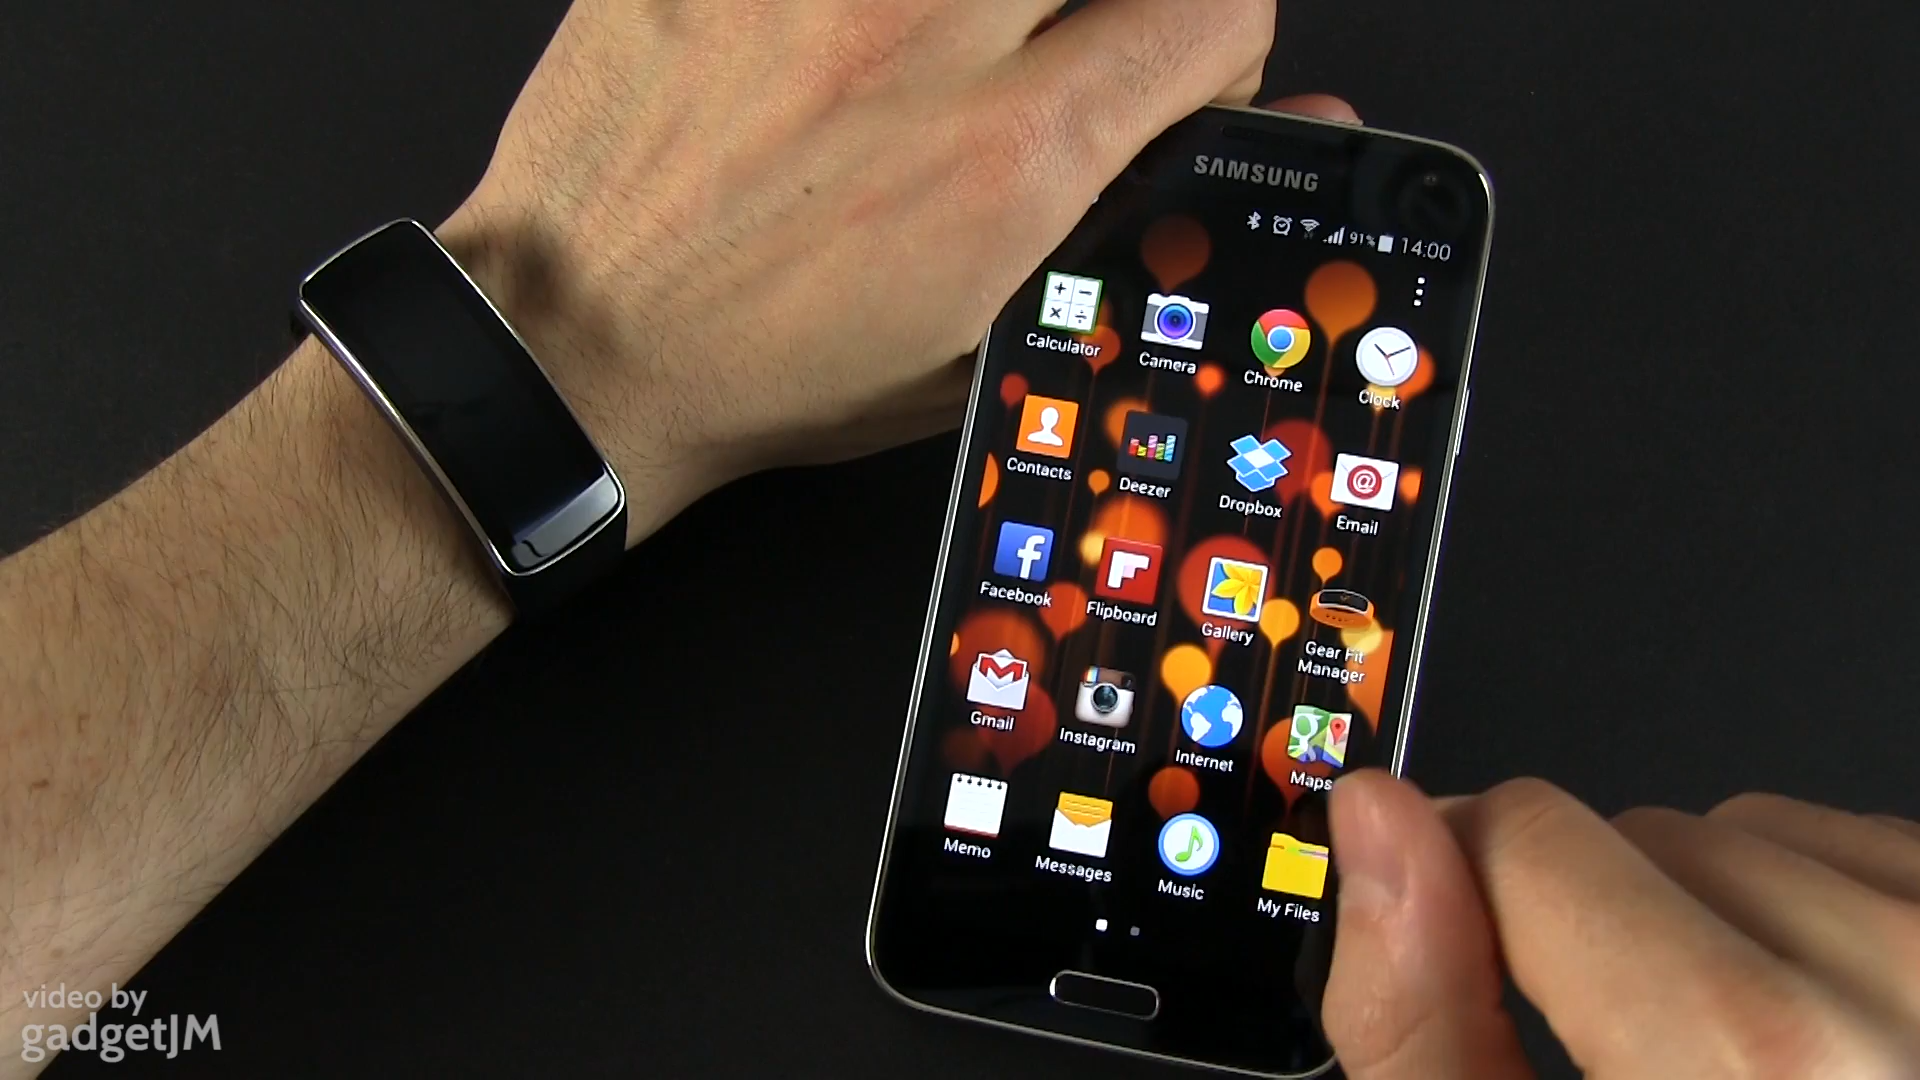 SAMSUNG
91% 14:00
Calculator
Camera
Chrome
Clock
Contacts
Deezer
Dropbox
Email
Facebook
Flipboard
Gallery
Gear Fit
Manager
Gmail
Instagram
Internet
Maps
Memo
Messages
Music
My Files
video by
gadgetJM